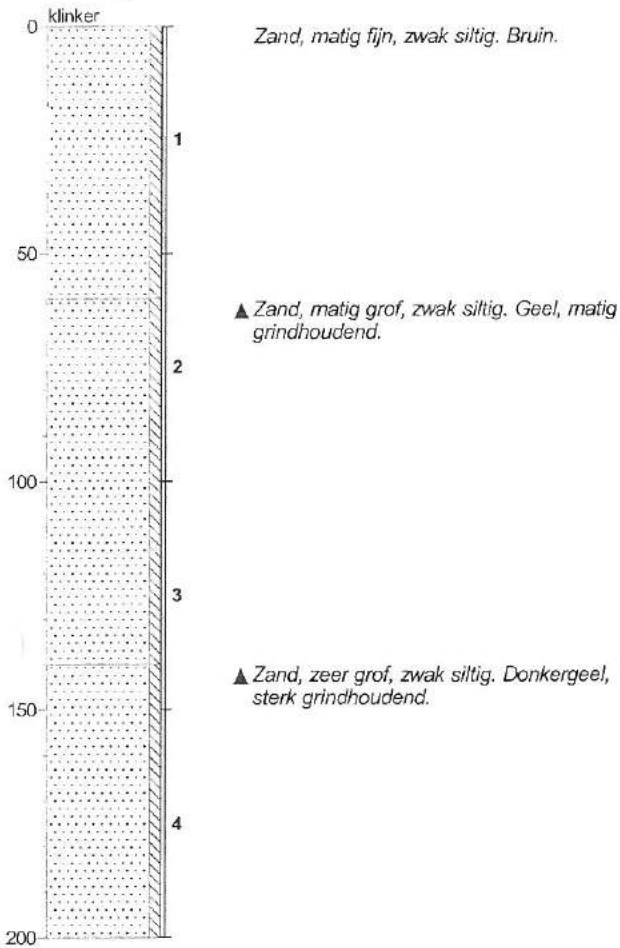 klinker
0
Zand, matig fijn, zwak siltig. Bruin.
1
50
▲ Zand, matig grof, zwak siltig. Geel, matig
grindhoudend.
2
100
3
▲ Zand, zeer grof, zwak siltig. Donkergeel,
sterk grindhoudend.
150
4
200